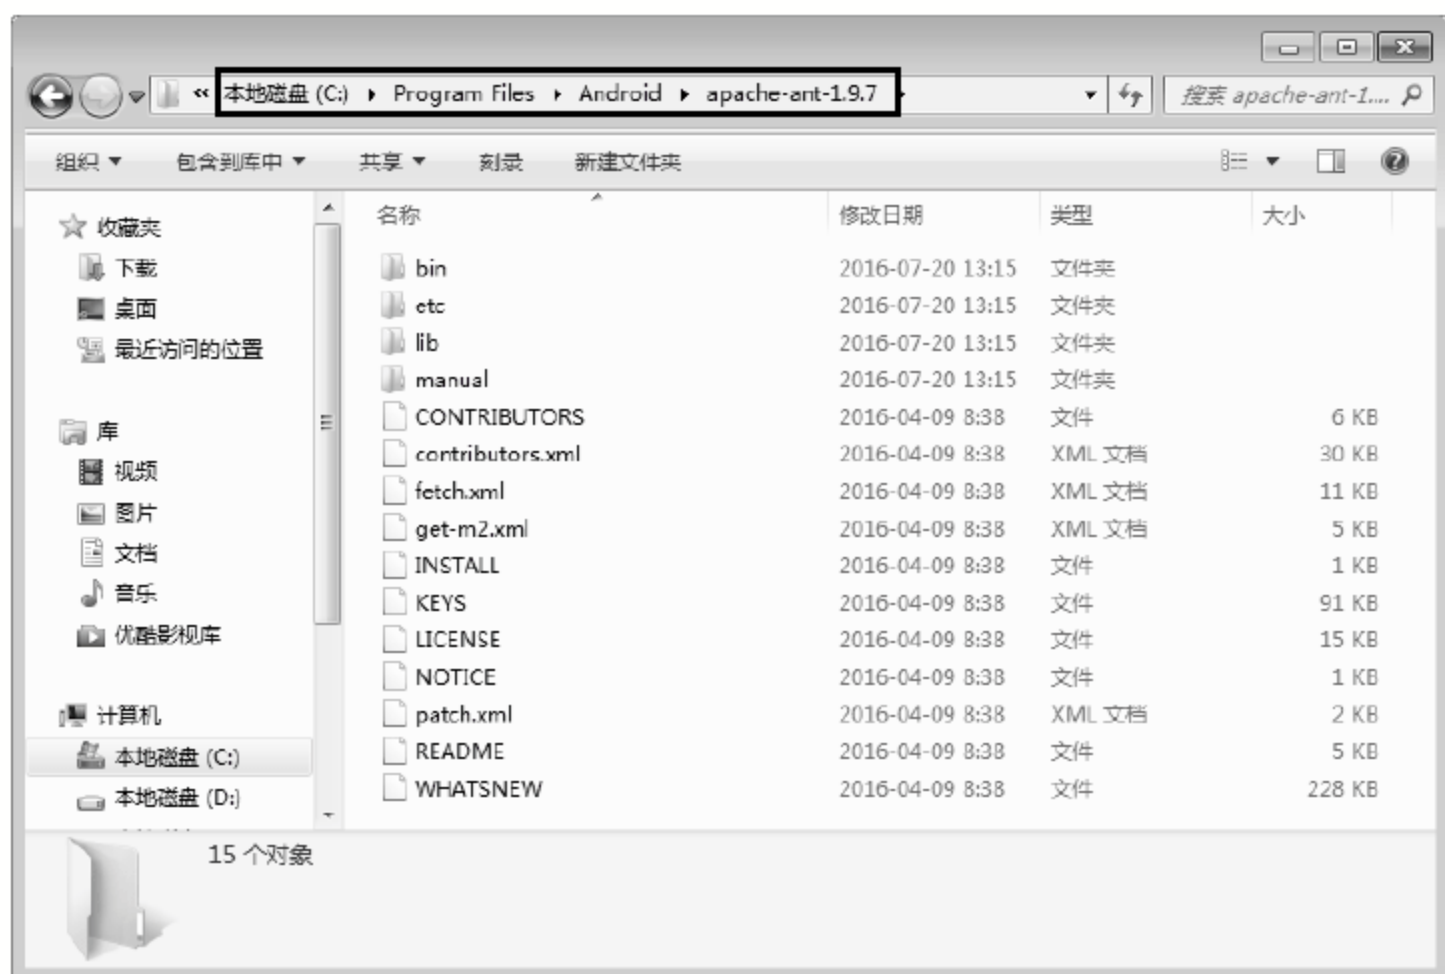 « 本地磁盘 (C:) ▸ Program Files ▸ Android ▸ apache-ant-1.9.7 ▸ 搜索 apache-ant-1....
组织 包含到库中 共享 刻录 新建文件夹
收藏夹
下载
桌面
最近访问的位置
库
视频
图片
文档
音乐
优酷影视库
计算机
本地磁盘 (C:)
本地磁盘 (D:)
名称 修改日期 类型 大小
bin 2016-07-20 13:15 文件夹
etc 2016-07-20 13:15 文件夹
lib 2016-07-20 13:15 文件夹
manual 2016-07-20 13:15 文件夹
CONTRIBUTORS 2016-04-09 8:38 文件 6 KB
contributors.xml 2016-04-09 8:38 XML 文档 30 KB
fetch.xml 2016-04-09 8:38 XML 文档 11 KB
get-m2.xml 2016-04-09 8:38 XML 文档 5 KB
INSTALL 2016-04-09 8:38 文件 1 KB
KEYS 2016-04-09 8:38 文件 91 KB
LICENSE 2016-04-09 8:38 文件 15 KB
NOTICE 2016-04-09 8:38 文件 1 KB
patch.xml 2016-04-09 8:38 XML 文档 2 KB
README 2016-04-09 8:38 文件 5 KB
WHATSNEW 2016-04-09 8:38 文件 228 KB
15 个对象